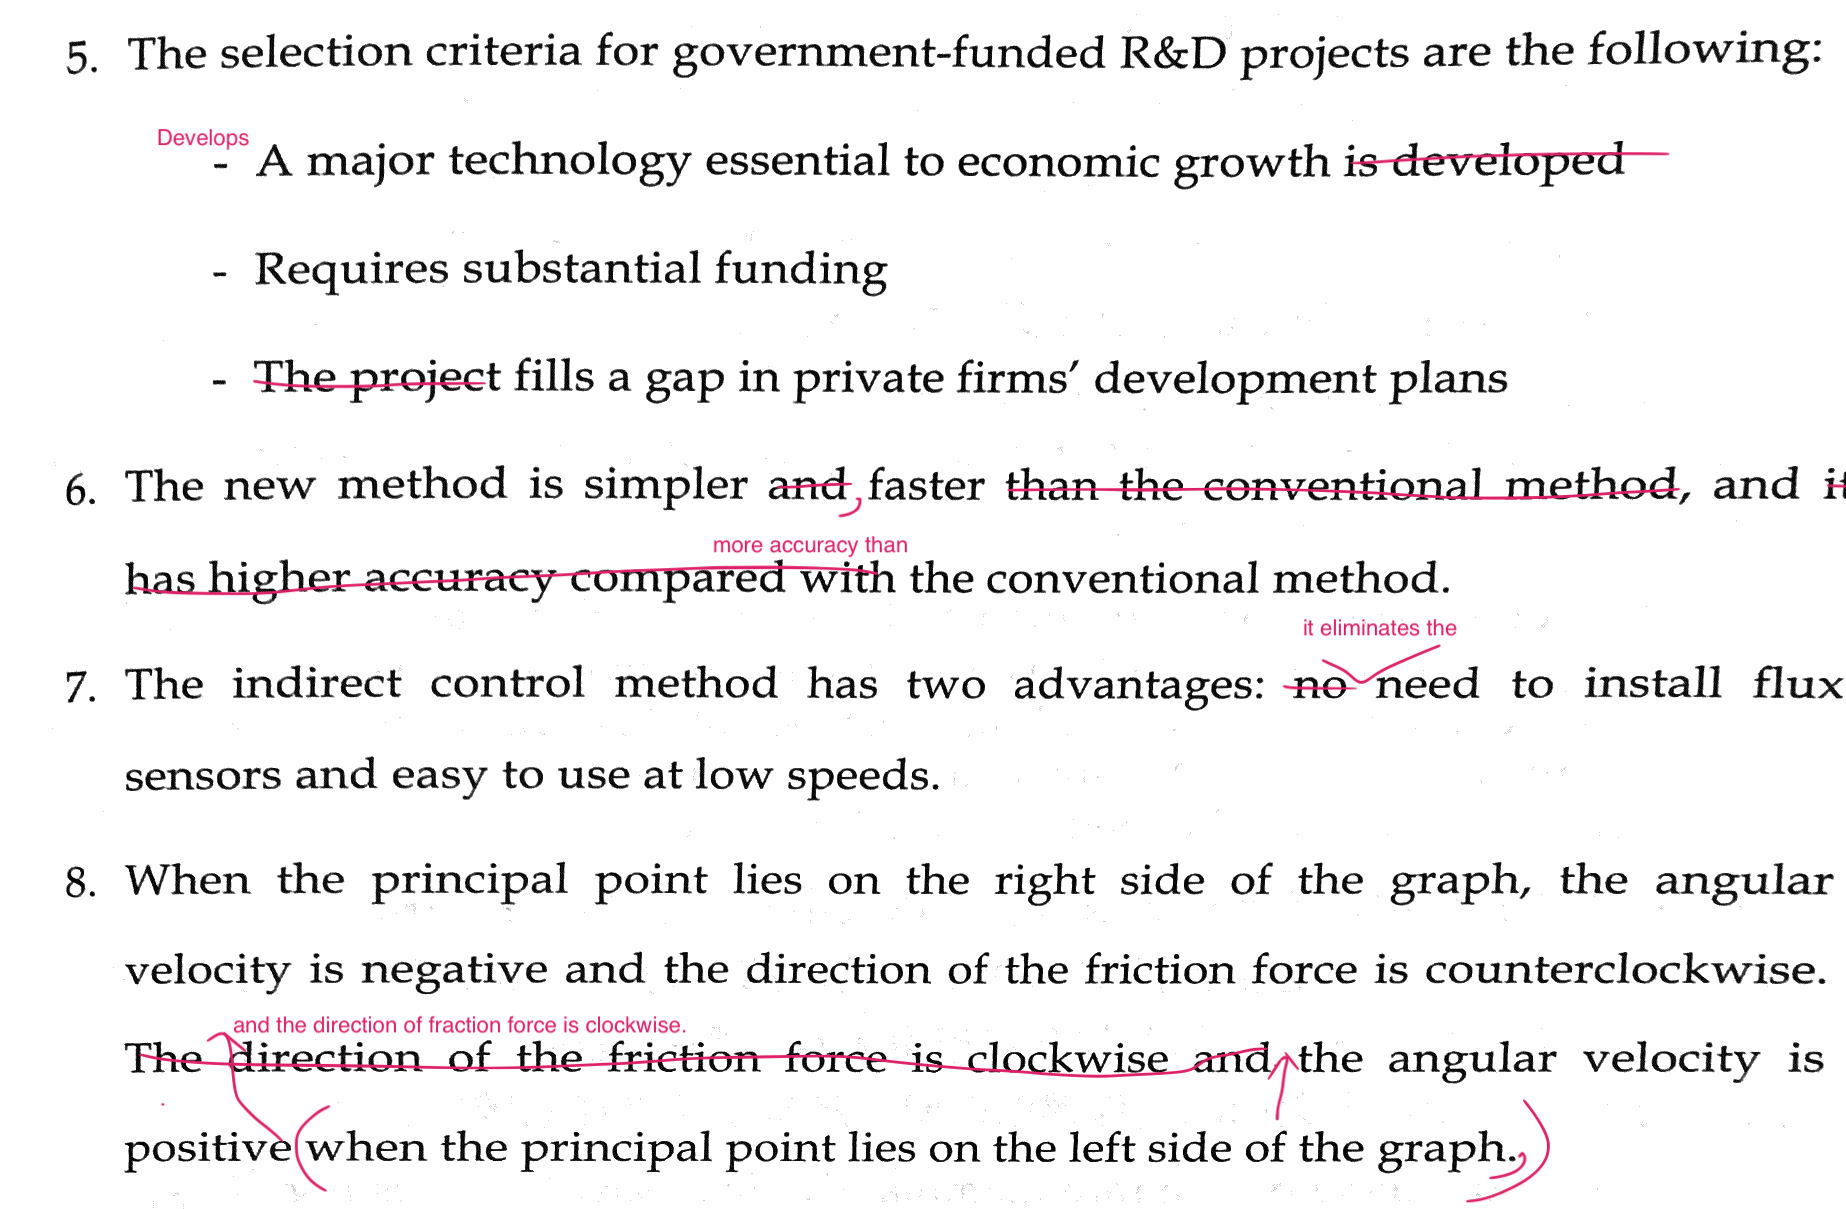 5. The selection criteria for government-funded R&D projects are the following:
Develops
- A major technology essential to economic growth is developed
- Requires substantial funding
- The project fills a gap in private firms' development plans
6. The new method is simpler and, faster than the conventional method, and it
more accuracy than
has higher accuracy compared with the conventional method.
it eliminates the
7. The indirect control method has two advantages: no need to install flux
sensors and easy to use at low speeds.
8. When the principal point lies on the right side of the graph, the angular
velocity is negative and the direction of the friction force is counterclockwise.
and the direction of fraction force is clockwise.
The direction of the friction force is clockwise and the angular velocity is
positive when the principal point lies on the left side of the graph.,